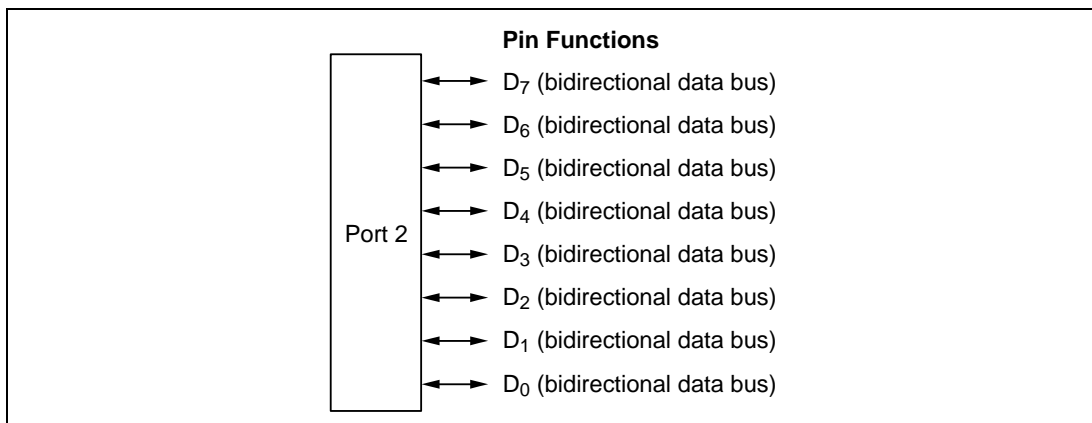 Pin Functions
D₇ (bidirectional data bus)
D₆ (bidirectional data bus)
D₅ (bidirectional data bus)
D₄ (bidirectional data bus)
Port 2
D₃ (bidirectional data bus)
D₂ (bidirectional data bus)
D₁ (bidirectional data bus)
D₀ (bidirectional data bus)